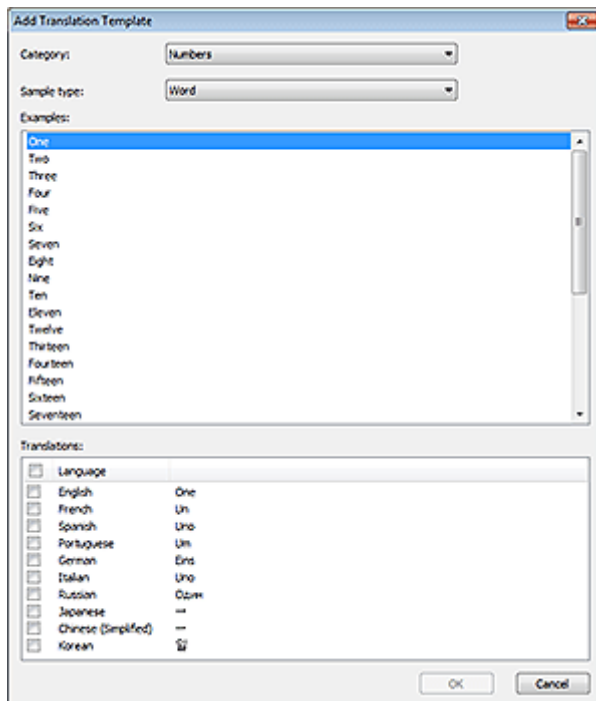 Add Translation Template
Category: Numbers
Sample type: Word
Examples:
One
Two
Three
Four
Five
Six
Seven
Eight
Nine
Ten
Eleven
Twelve
Thirteen
Fourteen
Fifteen
Sixteen
Seventeen
Translations:
Language
English One
French Un
Spanish Uno
Portuguese Um
German Eins
Italian Uno
Russian Один
Japanese 一
Chinese (Simplified) 一
Korean 일
OK Cancel